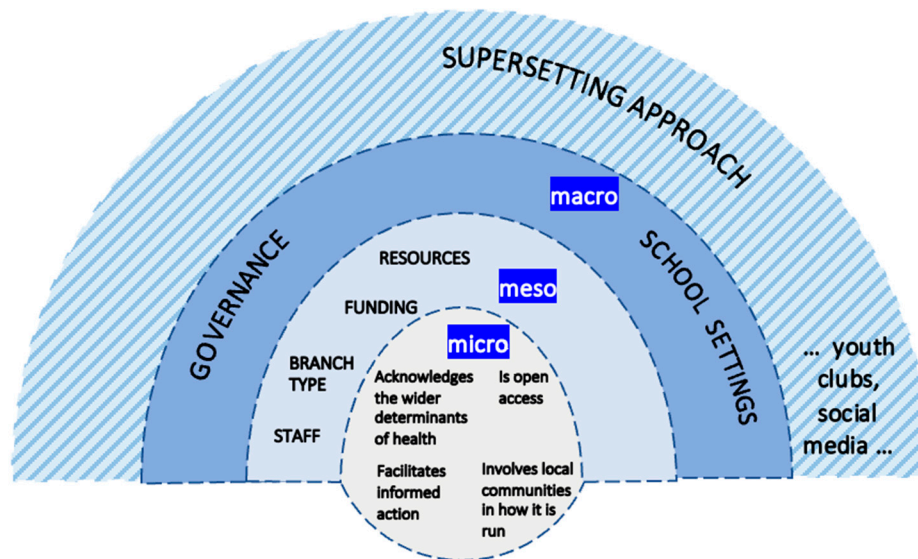 SUPERSETTING APPROACH
macro
GOVERNANCE
SCHOOL SETTINGS
RESOURCES
meso
FUNDING
BRANCH
TYPE
STAFF
micro
Acknowledges
the wider
determinants
of health
Is open
access
Facilitates
informed
action
Involves local
communities
in how it is
run
... youth
clubs,
social
media ...